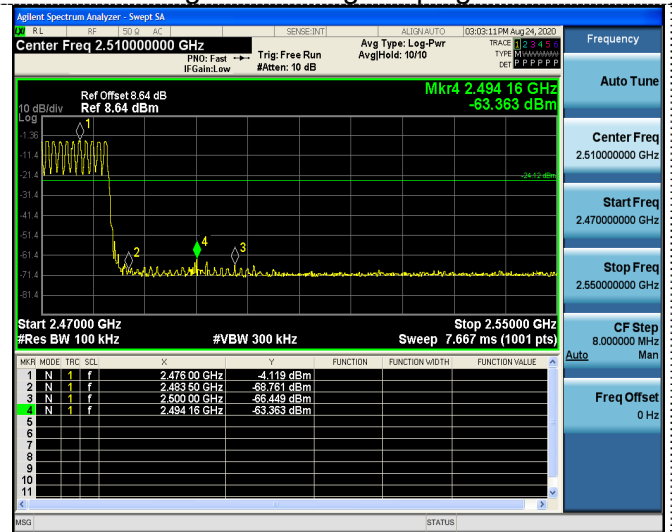 Agilent Spectrum Analyzer - Swept SA
RL RF 50 Ω AC SENSE:INT ALIGNAUTO 03:03:11 PM Aug 24, 2020
Center Freq 2.510000000 GHz
PNO: Fast
IFGain:Low
Trig: Free Run
#Atten: 10 dB
Avg Type: Log-Pwr
Avg|Hold: 10/10
TRACE 1 2 3 4 5 6
TYPE M
DET P P P P P P
Ref Offset 8.64 dB
10 dB/div Ref 8.64 dBm
Log
Mkr4 2.494 16 GHz
-63.363 dBm
-1.36
-11.4
-21.4
-31.4
-41.4
-51.4
-61.4
-71.4
-81.4
1
2
4
3
-24.12 dBm
Start 2.47000 GHz Stop 2.55000 GHz
#Res BW 100 kHz #VBW 300 kHz Sweep 7.667 ms (1001 pts)
MKR MODE TRC SCL X Y FUNCTION FUNCTION WIDTH FUNCTION VALUE
1 N 1 f 2.476 00 GHz -4.119 dBm
2 N 1 f 2.483 50 GHz -68.761 dBm
3 N 1 f 2.500 00 GHz -66.449 dBm
4 N 1 f 2.494 16 GHz -63.363 dBm
5
6
7
8
9
10
11
MSG STATUS
Frequency
Auto Tune
Center Freq
2.510000000 GHz
Start Freq
2.470000000 GHz
Stop Freq
2.550000000 GHz
CF Step
8.000000 MHz
Auto Man
Freq Offset
0 Hz